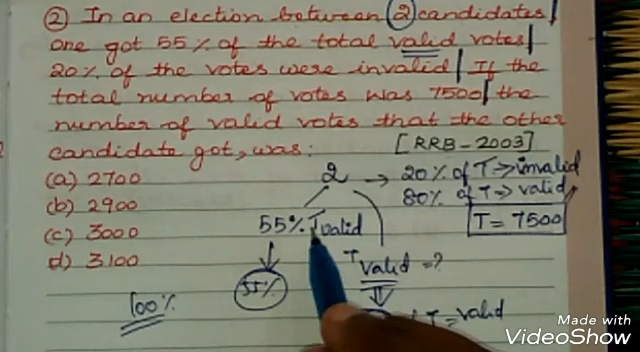 ② In an election between 2 candidates,
one got 55% of the total valid votes,
20% of the votes were invalid. If the
total number of votes was 7500, the
number of valid votes that the other
candidate got, was: [RRB-2003]
(a) 2700
(b) 2900
(c) 3000
(d) 3100
2 → 20% of T → invalid
80% of T → valid
T = 7500
55% Tvalid
Tvalid = ?
55%
100%
of T = valid
Made with
VideoShow